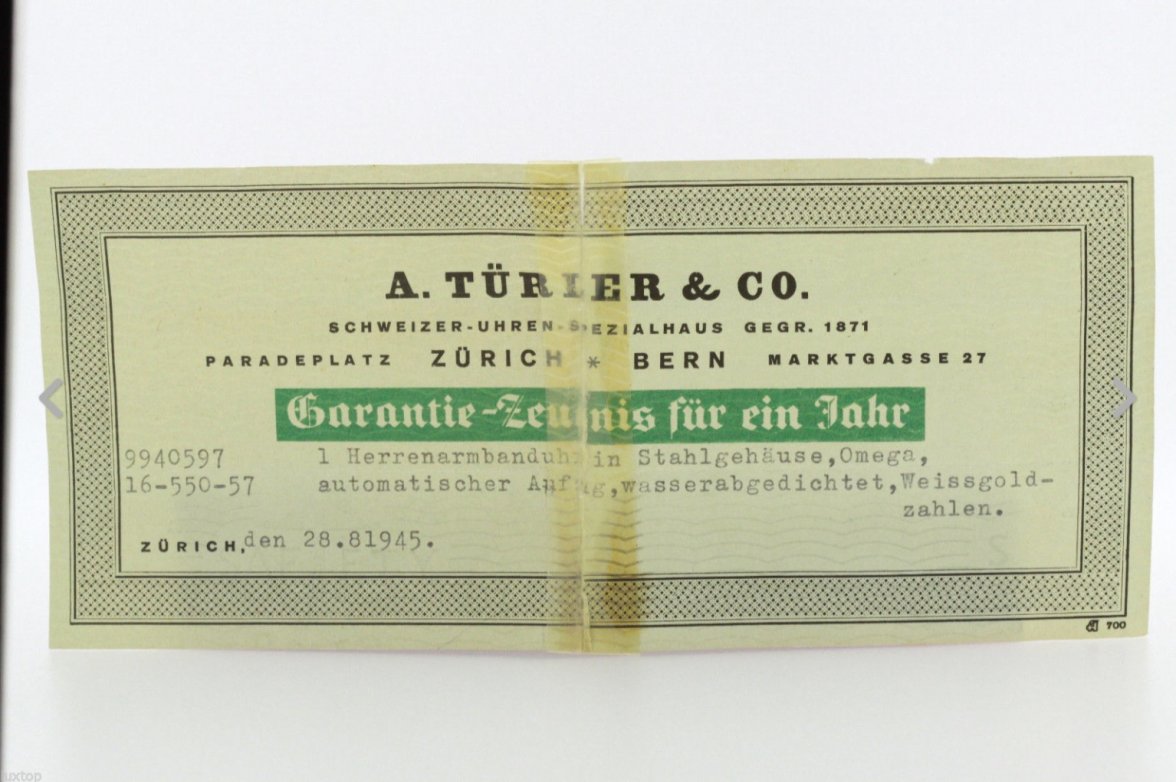 A. TÜRLER & CO.
SCHWEIZER-UHREN-SPEZIALHAUS GEGR. 1871
PARADEPLATZ ZÜRICH * BERN MARKTGASSE 27
Garantie-Zeugnis für ein Jahr
9940597 1 Herrenarmbanduhr in Stahlgehäuse,Omega,
16-550-57 automatischer Aufzug,wasserabgedichtet,Weissgold-
zahlen.
ZÜRICH, den 28.81945.
700
uxtop